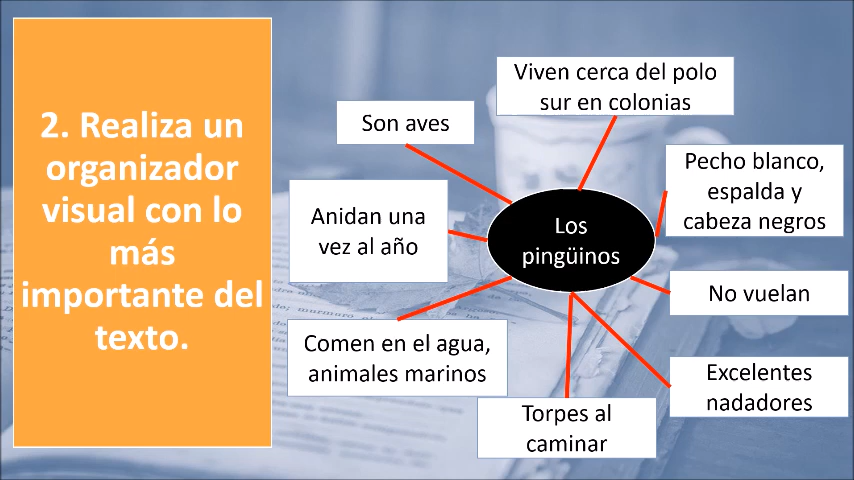 2. Realiza un
organizador
visual con lo
más
importante del
texto.
Viven cerca del polo
sur en colonias
Son aves
Pecho blanco,
espalda y
cabeza negros
Anidan una
vez al año
Los
pingüinos
No vuelan
Comen en el agua,
animales marinos
Excelentes
nadadores
Torpes al
caminar